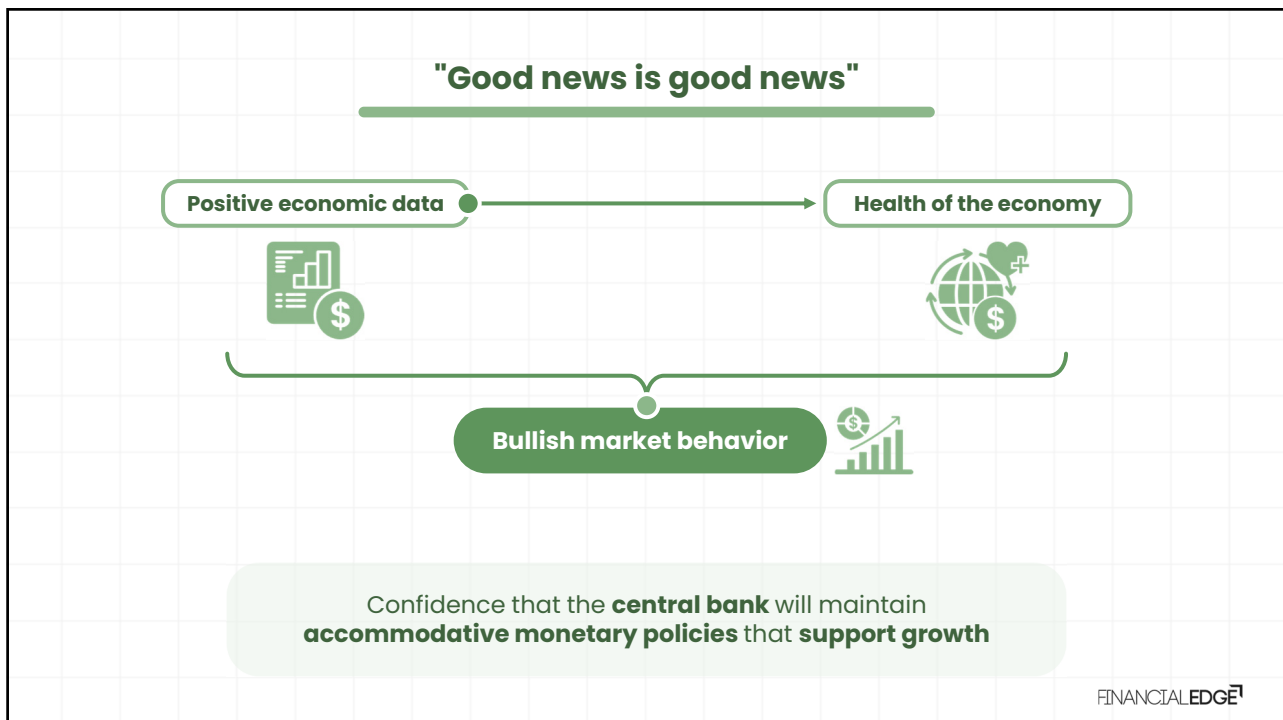 "Good news is good news"
Positive economic data
Health of the economy
$
$
$
Bullish market behavior
Confidence that the central bank will maintain
accommodative monetary policies that support growth
FINANCIALEDGE